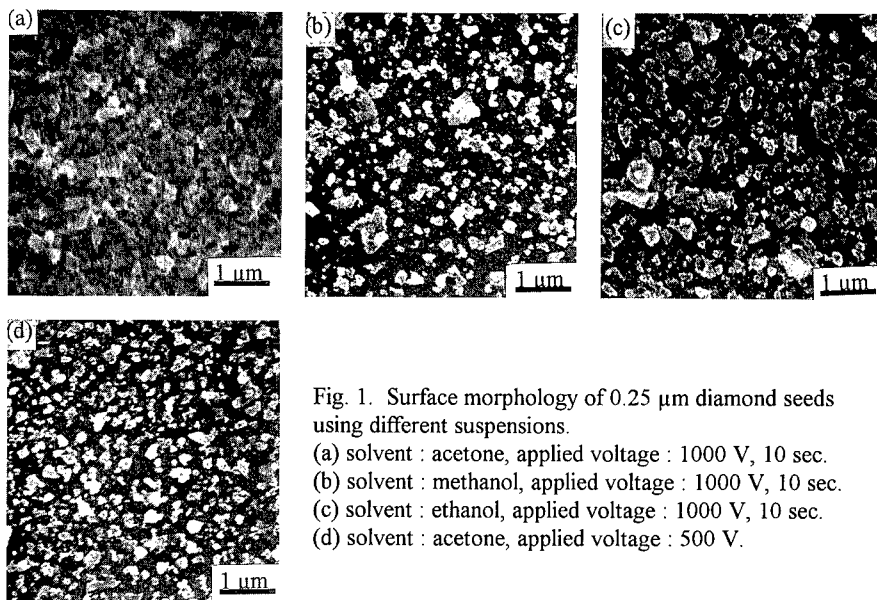 (a)
(b)
(c)
1 μm
1 μm
1 μm
(d)
1 μm
Fig. 1. Surface morphology of 0.25 μm diamond seeds
using different suspensions.
(a) solvent : acetone, applied voltage : 1000 V, 10 sec.
(b) solvent : methanol, applied voltage : 1000 V, 10 sec.
(c) solvent : ethanol, applied voltage : 1000 V, 10 sec.
(d) solvent : acetone, applied voltage : 500 V.